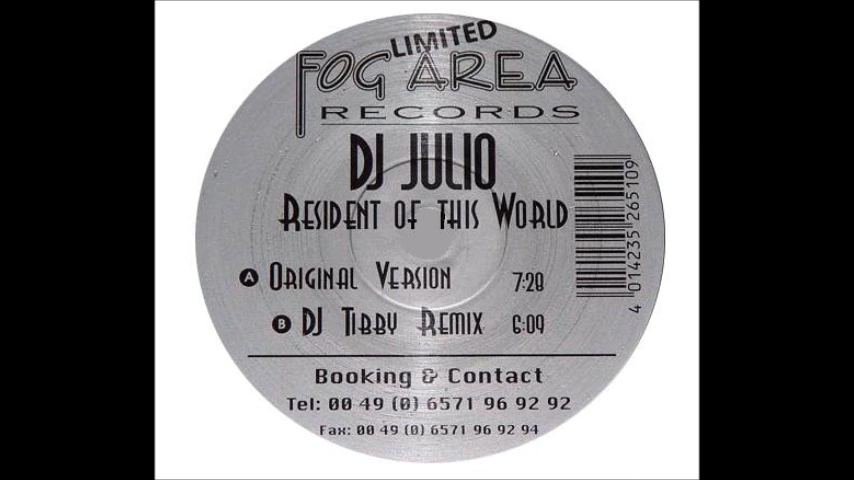 LIMITED
FOG AREA
RECORDS
DJ JULIO
RESIDENT OF THIS WORLD
A ORIGINAL VERSION 7:28
B DJ TIBBY REMIX 6:09
4 014235 265109
Booking & Contact
Tel: 00 49 (0) 6571 96 92 92
Fax: 00 49 (0) 6571 96 92 94